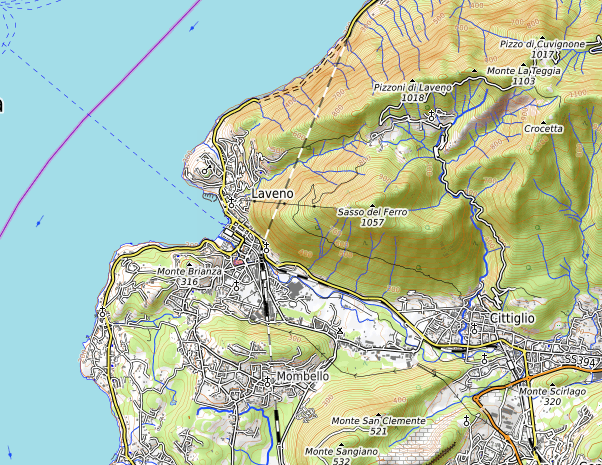 Pizzo di Cuvignone
1017
Monte La Teggia
1103
Pizzoni di Laveno
1018
Crocetta
Laveno
Sasso del Ferro
1057
Monte Brianza
316
Cittiglio
SS394
Mombello
Monte Scirlago
320
Monte San Clemente
521
Monte Sangiano
532